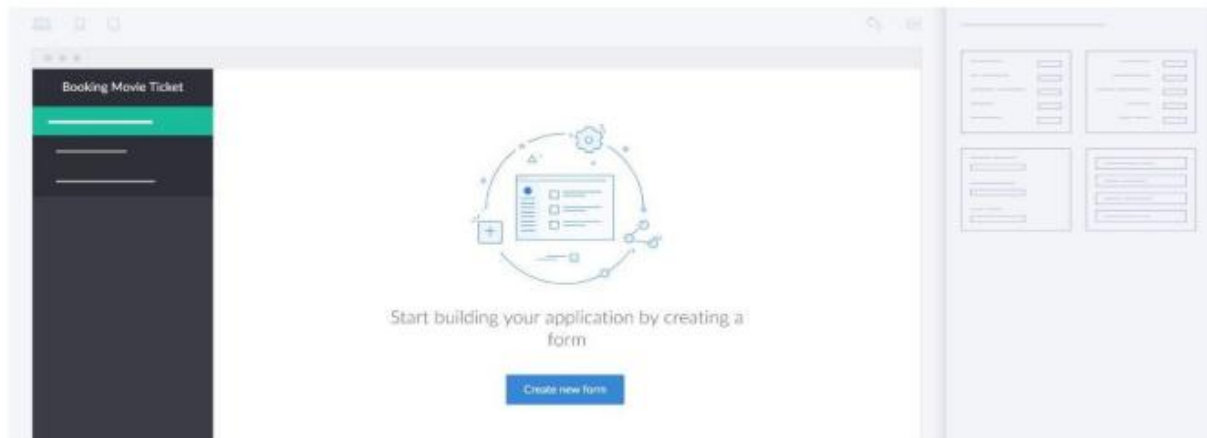 Booking Movie Ticket
Start building your application by creating a
form
Create new form